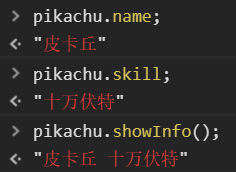 > pikachu.name;
< "皮卡丘"
> pikachu.skill;
< "十万伏特"
> pikachu.showInfo();
< "皮卡丘 十万伏特"